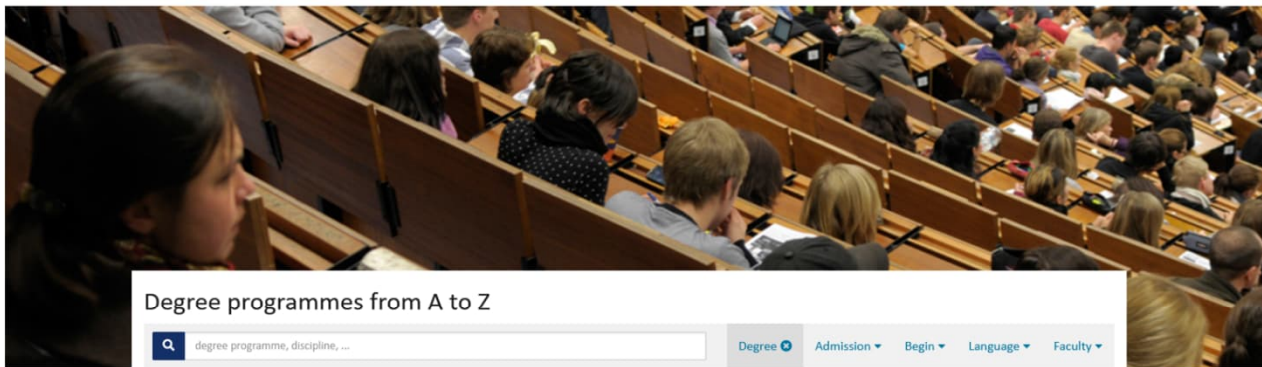 Degree programmes from A to Z
degree programme, discipline, ...
Degree
Admission
Begin
Language
Faculty